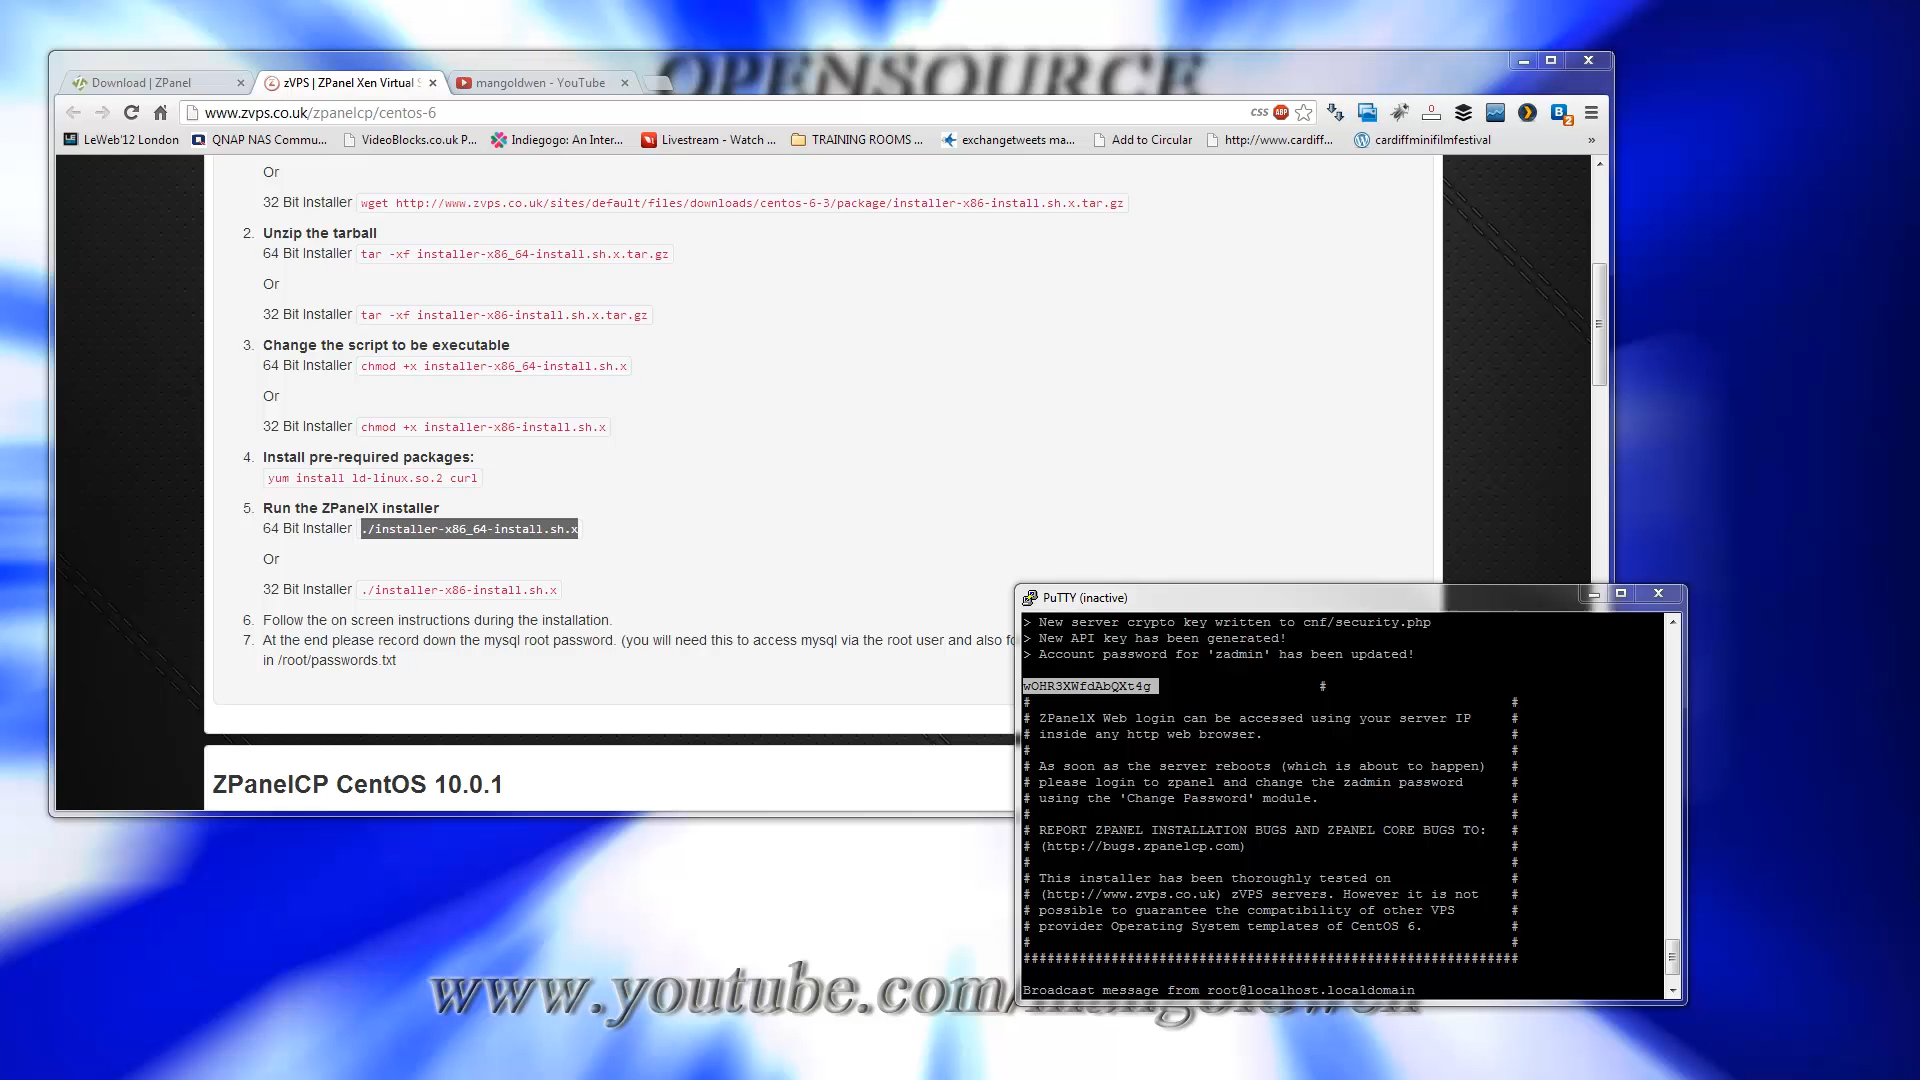 OPENSOURCE
Download | ZPanel
zVPS | ZPanel Xen Virtual S
mangoldwen - YouTube
www.zvps.co.uk/zpanelcp/centos-6
CSS
ABP
0
B
2
LeWeb'12 London
QNAP NAS Commu...
VideoBlocks.co.uk P...
Indiegogo: An Inter...
Livestream - Watch ...
TRAINING ROOMS ...
exchangetweets ma...
Add to Circular
http://www.cardiff...
cardiffminifilmfestival
»
Or
32 Bit Installer wget http://www.zvps.co.uk/sites/default/files/downloads/centos-6-3/package/installer-x86-install.sh.x.tar.gz
2. Unzip the tarball
64 Bit Installer tar -xf installer-x86_64-install.sh.x.tar.gz
Or
32 Bit Installer tar -xf installer-x86-install.sh.x.tar.gz
3. Change the script to be executable
64 Bit Installer chmod +x installer-x86_64-install.sh.x
Or
32 Bit Installer chmod +x installer-x86-install.sh.x
4. Install pre-required packages:
yum install ld-linux.so.2 curl
5. Run the ZPanelX installer
64 Bit Installer ./installer-x86_64-install.sh.x
Or
32 Bit Installer ./installer-x86-install.sh.x
6. Follow the on screen instructions during the installation.
7. At the end please record down the mysql root password. (you will need this to access mysql via the root user and also fo
in /root/passwords.txt
ZPanelCP CentOS 10.0.1
PuTTY (inactive)
> New server crypto key written to cnf/security.php
> New API key has been generated!
> Account password for 'zadmin' has been updated!
wOHR3XWfdAbQXt4g #
# #
# ZPanelX Web login can be accessed using your server IP #
# inside any http web browser. #
# #
# As soon as the server reboots (which is about to happen) #
# please login to zpanel and change the zadmin password #
# using the 'Change Password' module. #
# #
# REPORT ZPANEL INSTALLATION BUGS AND ZPANEL CORE BUGS TO: #
# (http://bugs.zpanelcp.com) #
# #
# This installer has been thoroughly tested on #
# (http://www.zvps.co.uk) zVPS servers. However it is not #
# possible to guarantee the compatibility of other VPS #
# provider Operating System templates of CentOS 6. #
# #
##############################################################
Broadcast message from root@localhost.localdomain
www.youtube.com/mangoldwen